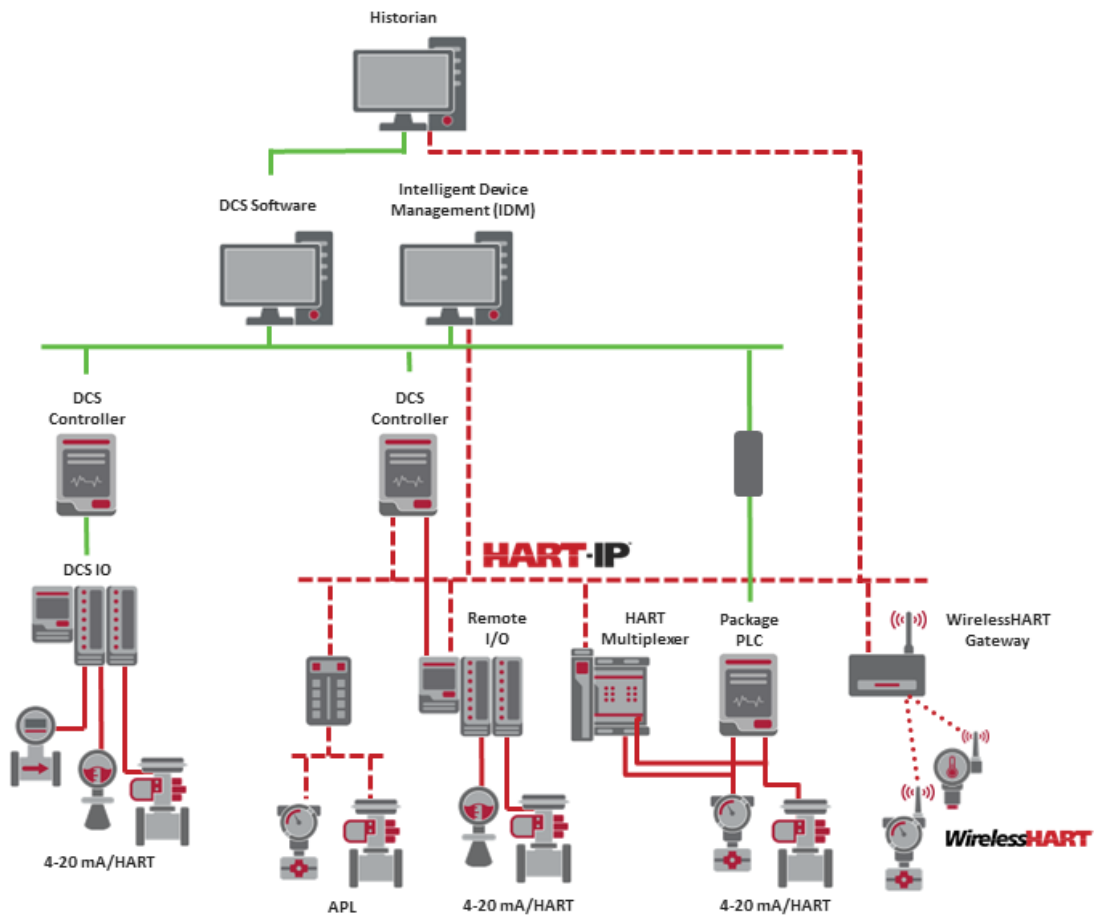 Historian
DCS Software
Intelligent Device
Management (IDM)
DCS
Controller
DCS
Controller
HART-IP
DCS IO
Remote
I/O
HART
Multiplexer
Package
PLC
WirelessHART
Gateway
WirelessHART
4-20 mA/HART
APL
4-20 mA/HART
4-20 mA/HART